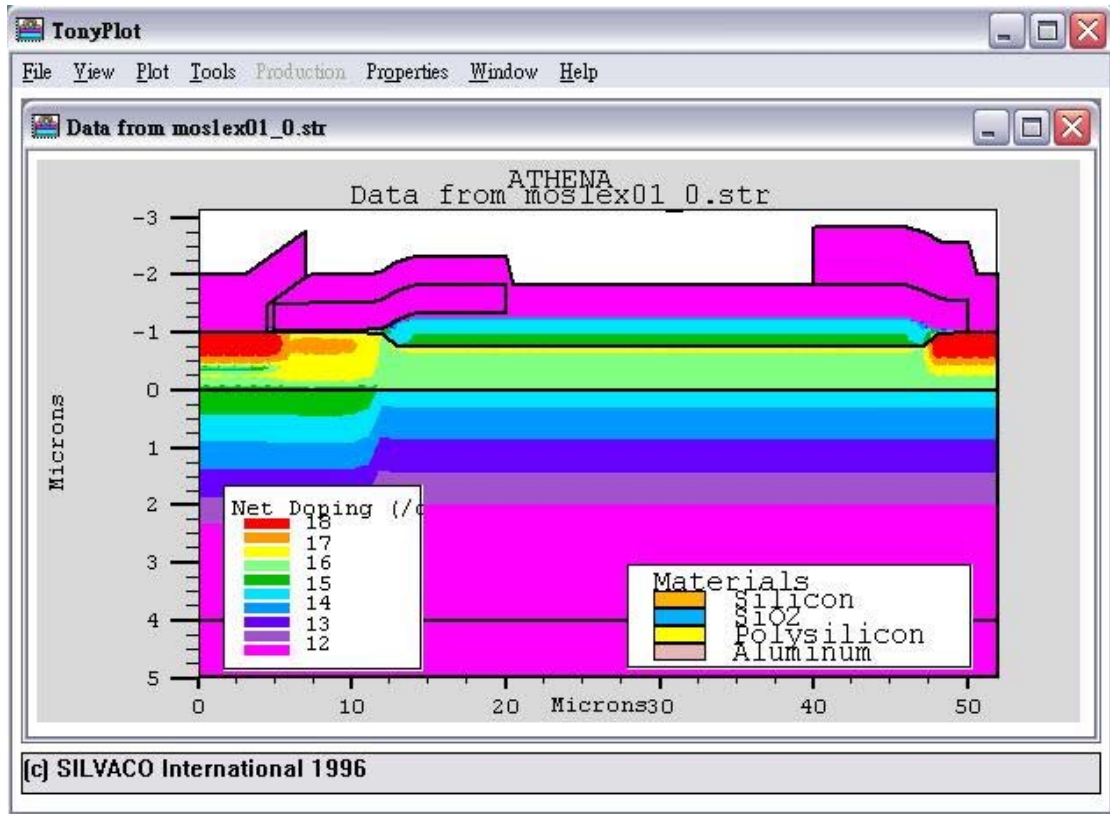 TonyPlot
File View Plot Tools Production Properties Window Help
Data from mos1ex01_0.str
ATHENA
Data from mos1ex01_0.str
-3
-2
-1
0
1
2
3
4
5
Microns
Net Doping (/c
18
17
16
15
14
13
12
Materials
Silicon
SiO2
Polysilicon
Aluminum
0 10 20 30 40 50
Microns
(c) SILVACO International 1996